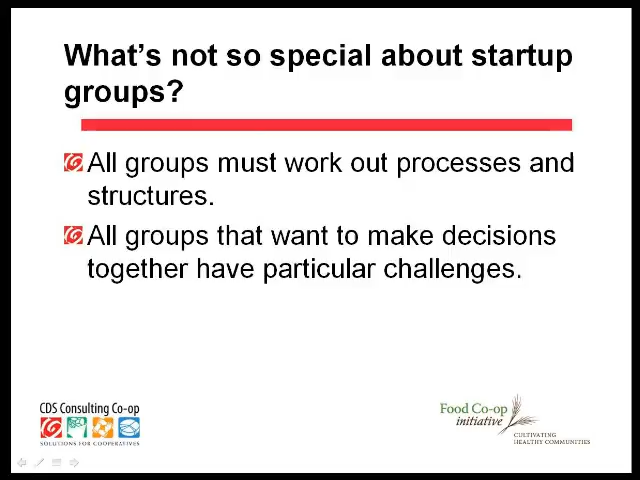 What's not so special about startup
groups?
All groups must work out processes and
structures.
All groups that want to make decisions
together have particular challenges.
CDS Consulting Co-op
SOLUTIONS FOR COOPERATIVES
Food Co-op
initiative
CULTIVATING
HEALTHY COMMUNITIES